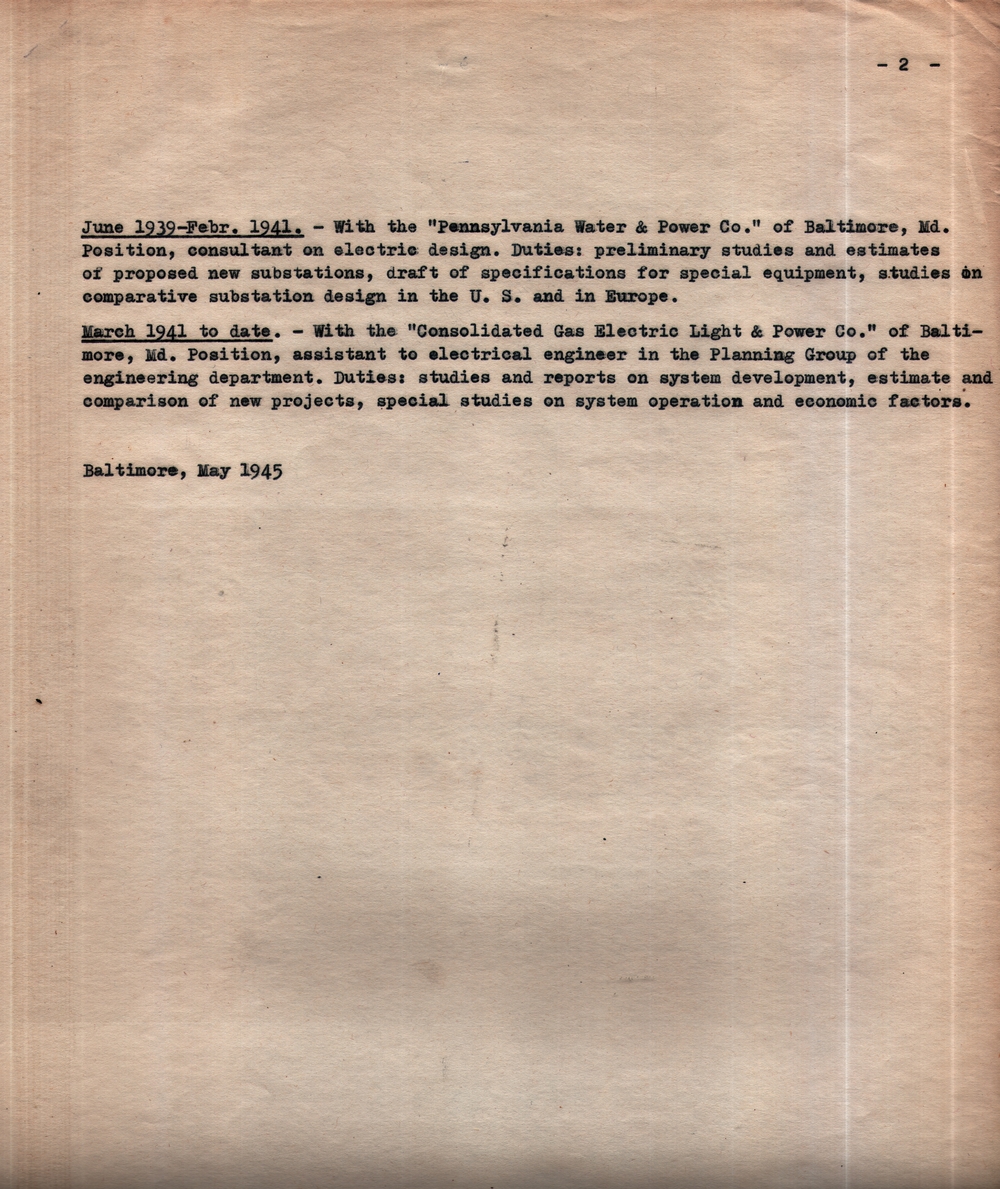 - 2 -
June 1939-Febr. 1941. - With the "Pennsylvania Water & Power Co." of Baltimore, Md.
Position, consultant on electric design. Duties: preliminary studies and estimates
of proposed new substations, draft of specifications for special equipment, studies on
comparative substation design in the U. S. and in Europe.
March 1941 to date. - With the "Consolidated Gas Electric Light & Power Co." of Balti-
more, Md. Position, assistant to electrical engineer in the Planning Group of the
engineering department. Duties: studies and reports on system development, estimate and
comparison of new projects, special studies on system operation and economic factors.
Baltimore, May 1945